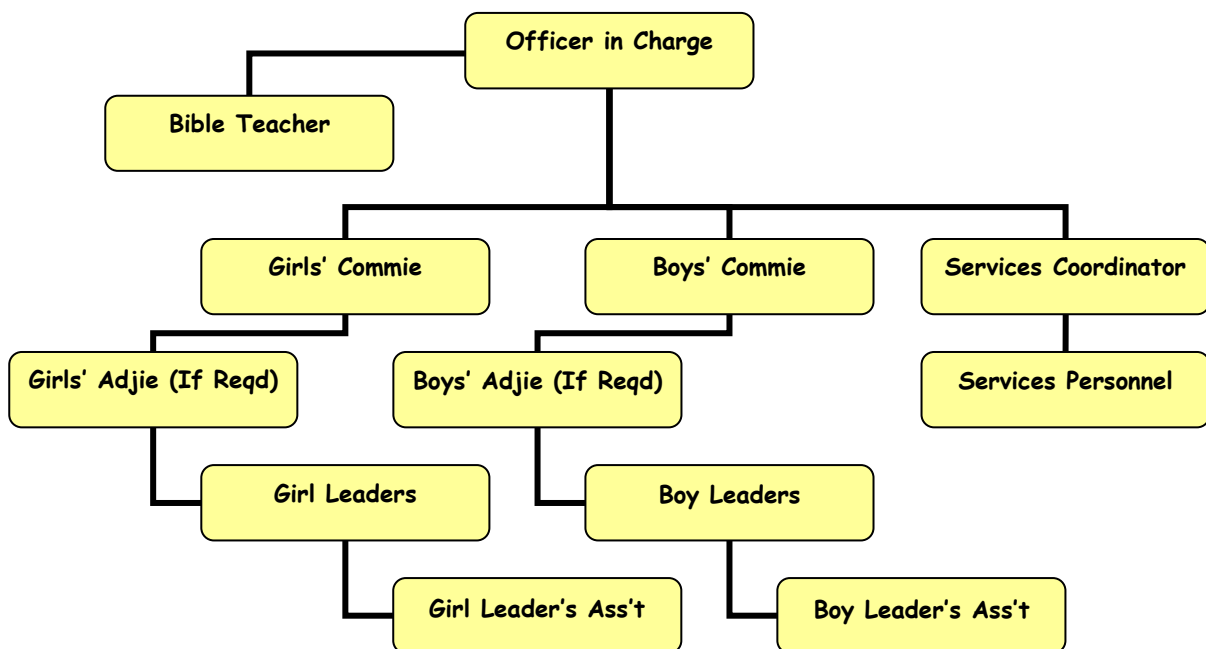 Officer in Charge
Bible Teacher
Girls’ Commie
Boys’ Commie
Services Coordinator
Girls’ Adjie (If Reqd)
Boys’ Adjie (If Reqd)
Services Personnel
Girl Leaders
Boy Leaders
Girl Leader’s Ass’t
Boy Leader’s Ass’t